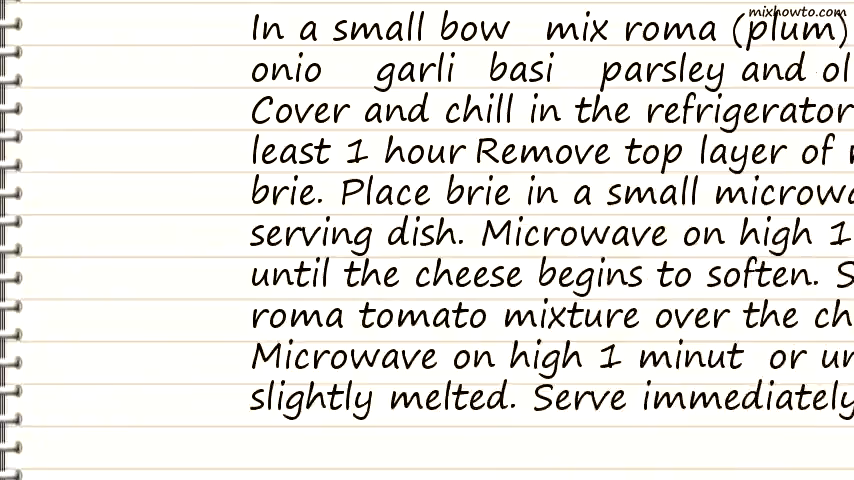 mixhowto.com
In a small bow mix roma (plum)
onio garli basi parsley and ol
Cover and chill in the refrigerator
least 1 hour Remove top layer of
brie. Place brie in a small microwa
serving dish. Microwave on high 1
until the cheese begins to soften. S
roma tomato mixture over the ch
Microwave on high 1 minut or un
slightly melted. Serve immediately